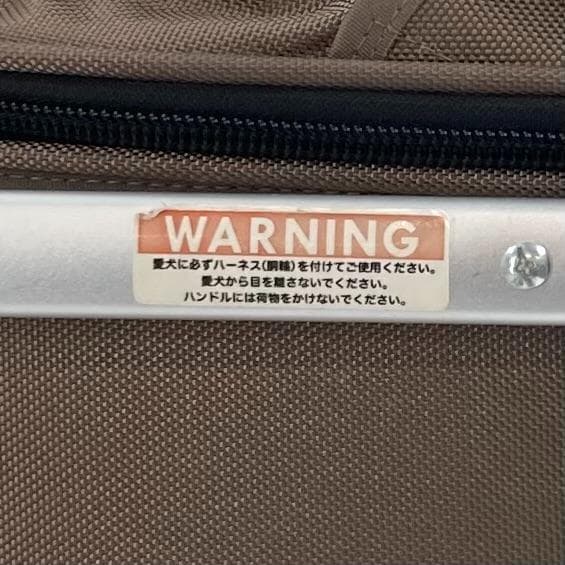 WARNING
愛犬に必ずハーネス(胴輪)を付けてご使用ください。
愛犬から目を離さないでください。
ハンドルには荷物をかけないでください。